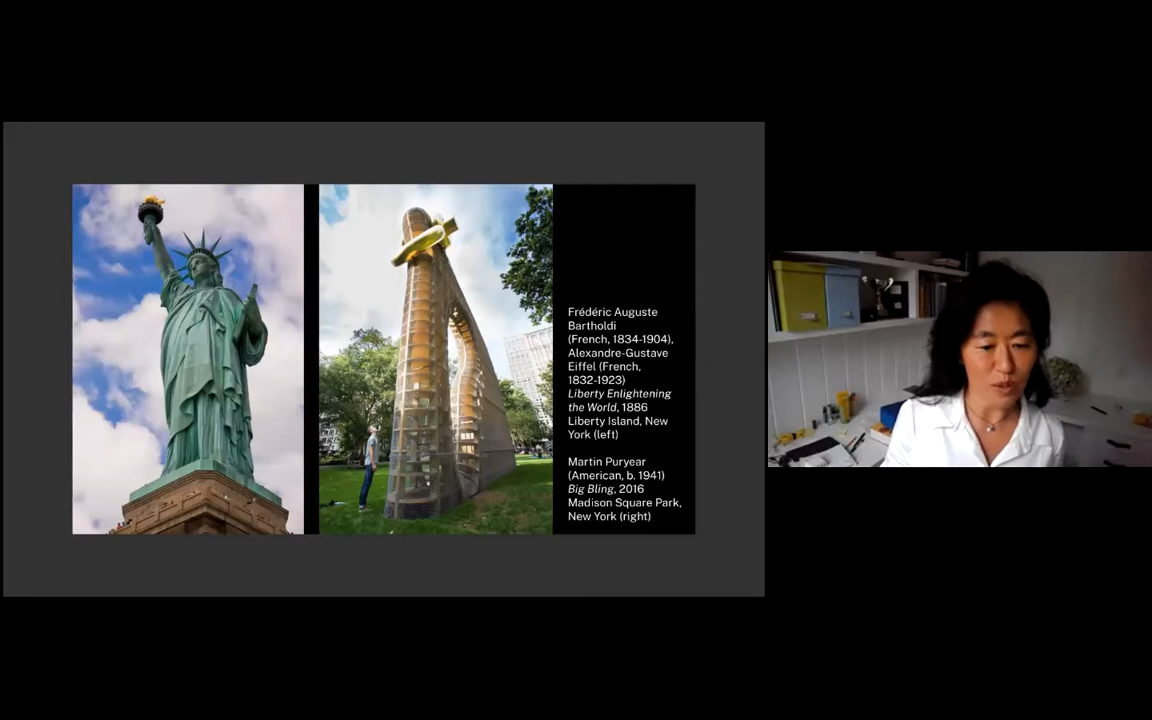 Frédéric Auguste
Bartholdi
(French, 1834-1904),
Alexandre-Gustave
Eiffel (French,
1832-1923)
Liberty Enlightening
the World, 1886
Liberty Island, New
York (left)
Martin Puryear
(American, b. 1941)
Big Bling, 2016
Madison Square Park,
New York (right)